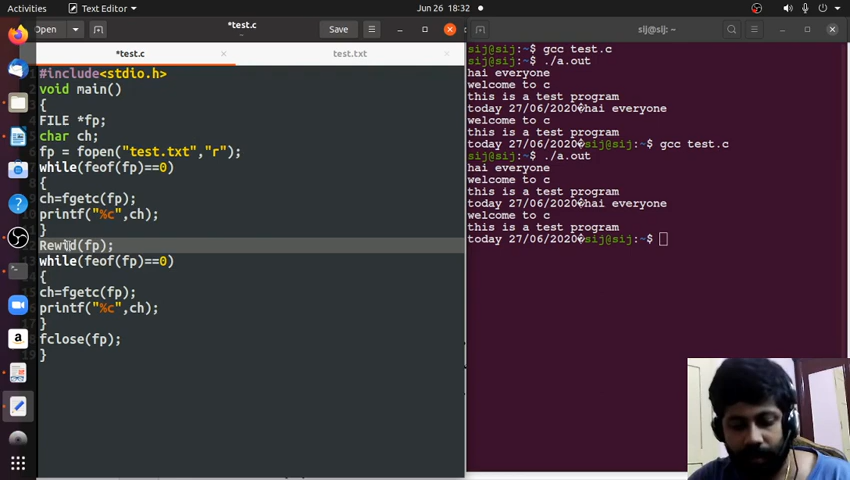 Activities
Text Editor
Jun 26 18:32
Open
*test.c
Save
sij@sij: ~
*test.c
test.txt
#include<stdio.h>
void main()
{
FILE *fp;
char ch;
fp = fopen("test.txt","r");
while(feof(fp)==0)
{
ch=fgetc(fp);
printf("%c",ch);
}
Rewid(fp);
while(feof(fp)==0)
{
ch=fgetc(fp);
printf("%c",ch);
}
fclose(fp);
}
sij@sij:~$ gcc test.c
sij@sij:~$ ./a.out
hai everyone
welcome to c
this is a test program
today 27/06/2020�hai everyone
welcome to c
this is a test program
today 27/06/2020�sij@sij:~$ gcc test.c
sij@sij:~$ ./a.out
hai everyone
welcome to c
this is a test program
today 27/06/2020�hai everyone
welcome to c
this is a test program
today 27/06/2020�sij@sij:~$